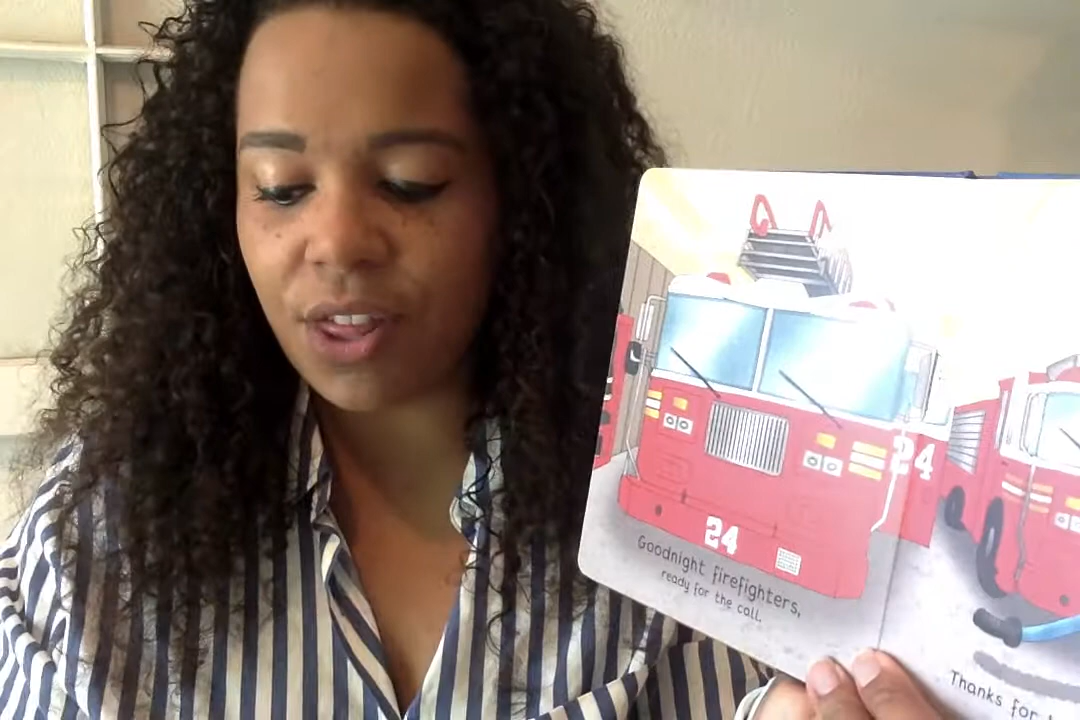 24
24
Goodnight firefighters,
ready for the call.
Thanks for